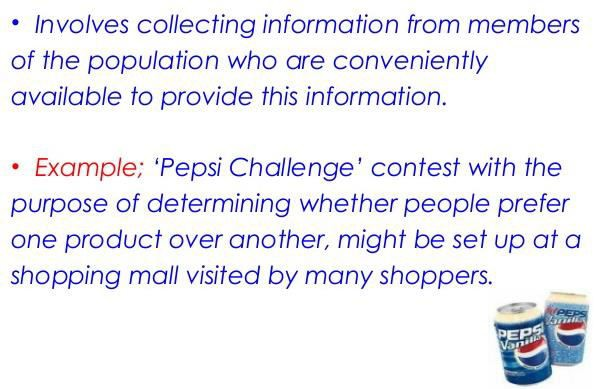 • Involves collecting information from members
of the population who are conveniently
available to provide this information.
• Example; ‘Pepsi Challenge’ contest with the
purpose of determining whether people prefer
one product over another, might be set up at a
shopping mall visited by many shoppers.
PEPSI
Vanilla
PEPSI
Vanilla